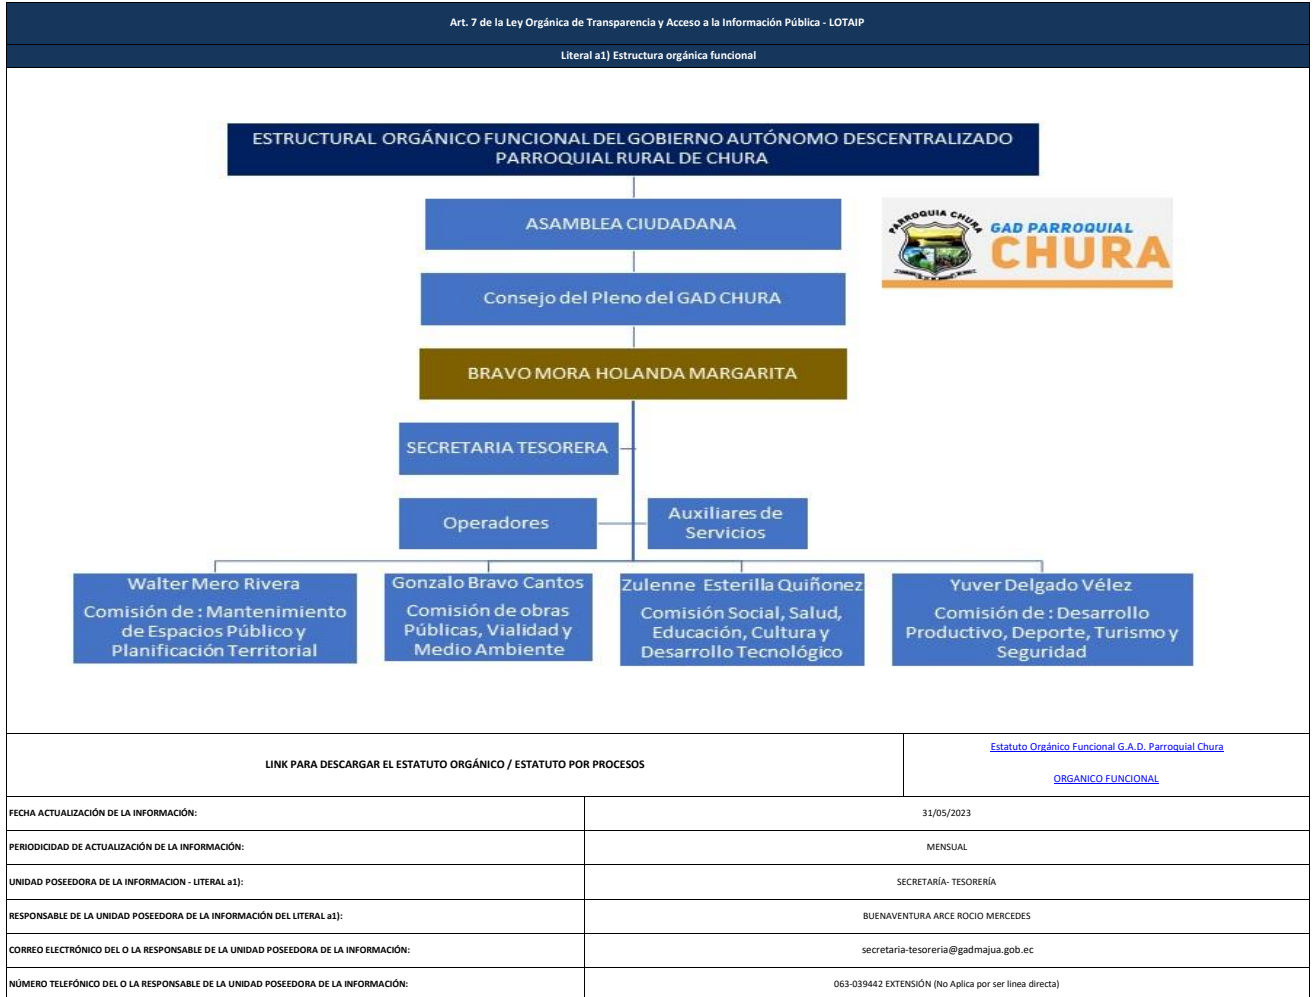 Art. 7 de la Ley Orgánica de Transparencia y Acceso a la Información Pública - LOTAIP
Literal a1) Estructura orgánica funcional
ESTRUCTURAL ORGÁNICO FUNCIONAL DEL GOBIERNO AUTÓNOMO DESCENTRALIZADO
PARROQUIAL RURAL DE CHURA
ASAMBLEA CIUDADANA
PARROQUIA CHURA
GAD PARROQUIAL
CHURA
Consejo del Pleno del GAD CHURA
BRAVO MORA HOLANDA MARGARITA
SECRETARIA TESORERA
Operadores
Auxiliares de
Servicios
Walter Mero Rivera
Comisión de : Mantenimiento
de Espacios Público y
Planificación Territorial
Gonzalo Bravo Cantos
Comisión de obras
Públicas, Vialidad y
Medio Ambiente
Zulenne Esterilla Quiñonez
Comisión Social, Salud,
Educación, Cultura y
Desarrollo Tecnológico
Yuver Delgado Vélez
Comisión de : Desarrollo
Productivo, Deporte, Turismo y
Seguridad
LINK PARA DESCARGAR EL ESTATUTO ORGÁNICO / ESTATUTO POR PROCESOS
Estatuto Orgánico Funcional G.A.D. Parroquial Chura
ORGANICO FUNCIONAL
FECHA ACTUALIZACIÓN DE LA INFORMACIÓN:
31/05/2023
PERIODICIDAD DE ACTUALIZACIÓN DE LA INFORMACIÓN:
MENSUAL
UNIDAD POSEEDORA DE LA INFORMACION - LITERAL a1):
SECRETARÍA- TESORERÍA
RESPONSABLE DE LA UNIDAD POSEEDORA DE LA INFORMACIÓN DEL LITERAL a1):
BUENAVENTURA ARCE ROCIO MERCEDES
CORREO ELECTRÓNICO DEL O LA RESPONSABLE DE LA UNIDAD POSEEDORA DE LA INFORMACIÓN:
secretaria-tesoreria@gadmajua.gob.ec
NÚMERO TELEFÓNICO DEL O LA RESPONSABLE DE LA UNIDAD POSEEDORA DE LA INFORMACIÓN:
063-039442 EXTENSIÓN (No Aplica por ser linea directa)